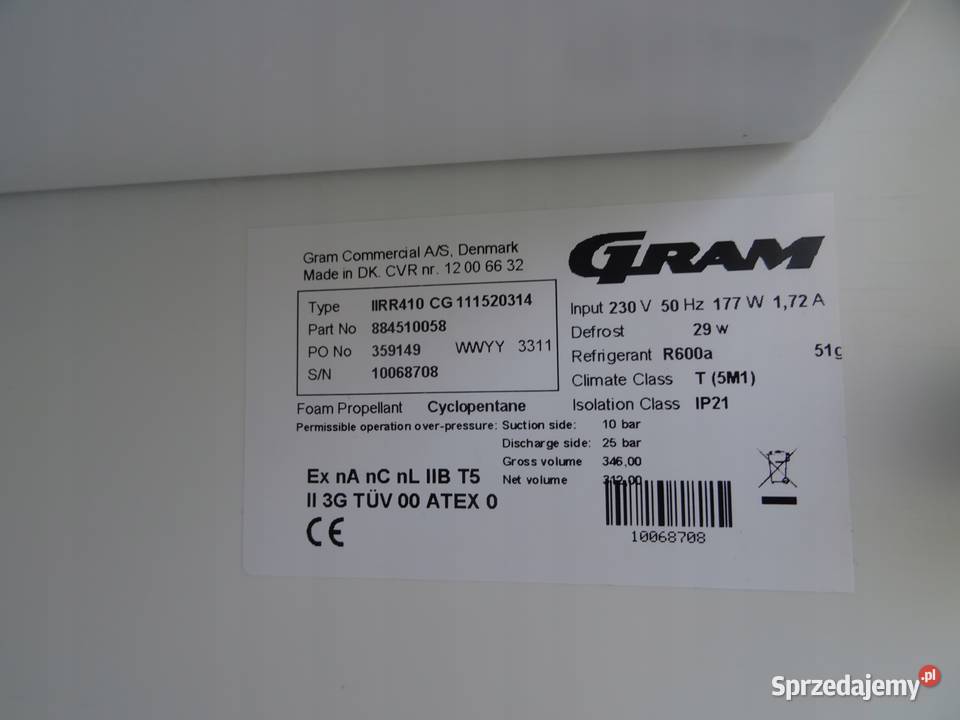 Gram Commercial A/S, Denmark
Made in DK. CVR nr. 12 00 66 32
GRAM
Type IIRR410 CG 111520314
Part No 884510058
PO No 359149 WWYY 3311
S/N 10068708
Input 230 V 50 Hz 177 W 1,72 A
Defrost 29 w
Refrigerant R600a 51g
Climate Class T (5M1)
Isolation Class IP21
Foam Propellant Cyclopentane
Permissible operation over-pressure: Suction side: 10 bar
Discharge side: 25 bar
Gross volume 346,00
Net volume 312,00
Ex nA nC nL IIB T5
II 3G TÜV 00 ATEX 0
CE
10068708
Sprzedajemy.pl